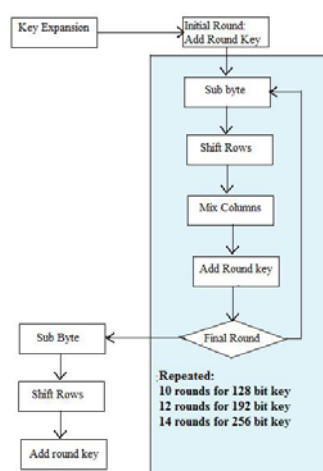 Key Expansion
Initial Round:
Add Round Key
Sub byte
Shift Rows
Mix Columns
Add Round key
Final Round
Sub Byte
Shift Rows
Add round key
Repeated:
10 rounds for 128 bit key
12 rounds for 192 bit key
14 rounds for 256 bit key